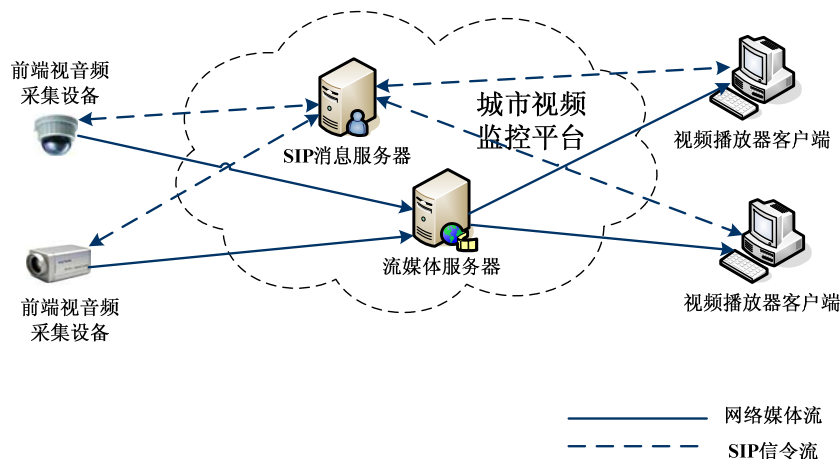 前端视音频
采集设备
SIP消息服务器
城市视频
监控平台
视频播放器客户端
流媒体服务器
前端视音频
采集设备
视频播放器客户端
网络媒体流
SIP信令流